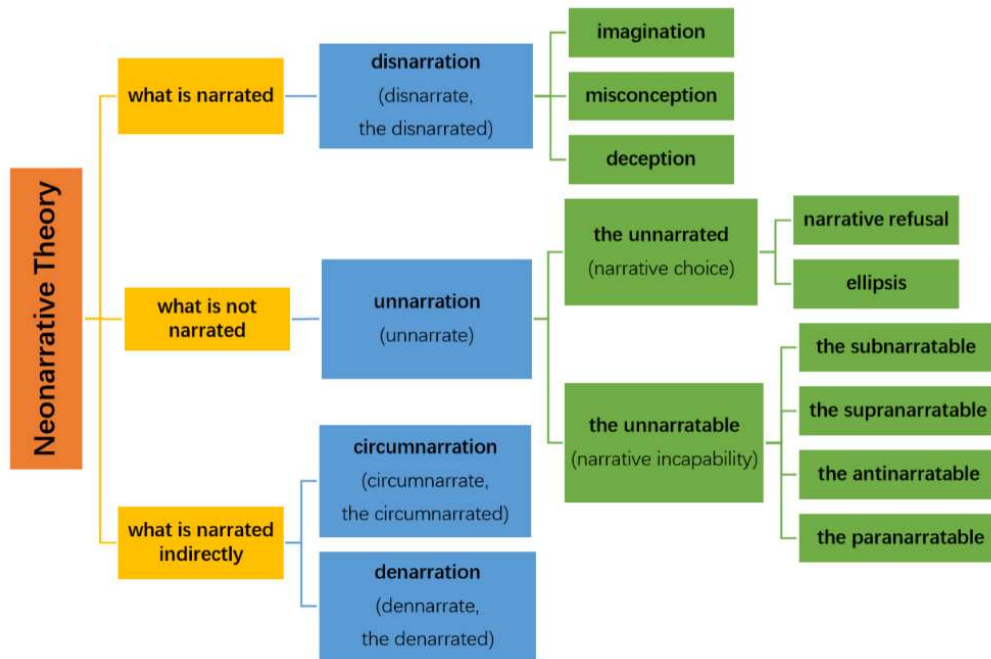 Neonarrative Theory
what is narrated
disnarration
(disnarrate,
the disnarrated)
imagination
misconception
deception
what is not
narrated
unnarration
(unnarrate)
the unnarrated
(narrative choice)
narrative refusal
ellipsis
the unnarratable
(narrative incapability)
the subnarratable
the supranarratable
the antinarratable
the paranarratable
what is narrated
indirectly
circumnarration
(circumnarrate,
the circumnarrated)
denarration
(dennarrate,
the denarrated)